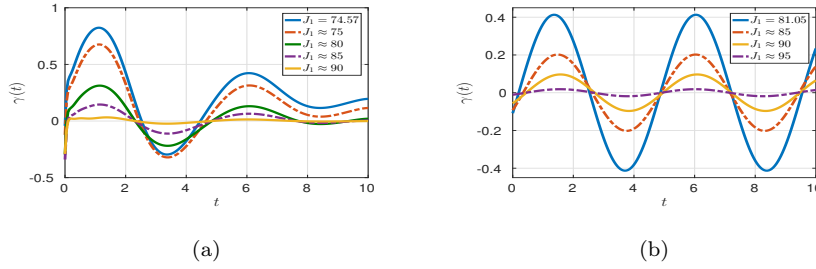 1
0.5
0
-0.5
0
2
4
6
8
10
γ(t)
t
J₁ = 74.57
J₁ ≈ 75
J₁ ≈ 80
J₁ ≈ 85
J₁ ≈ 90
(a)
0.4
0.2
0
-0.2
-0.4
0
2
4
6
8
10
γ(t)
t
J₁ = 81.05
J₁ ≈ 85
J₁ ≈ 90
J₁ ≈ 95
(b)